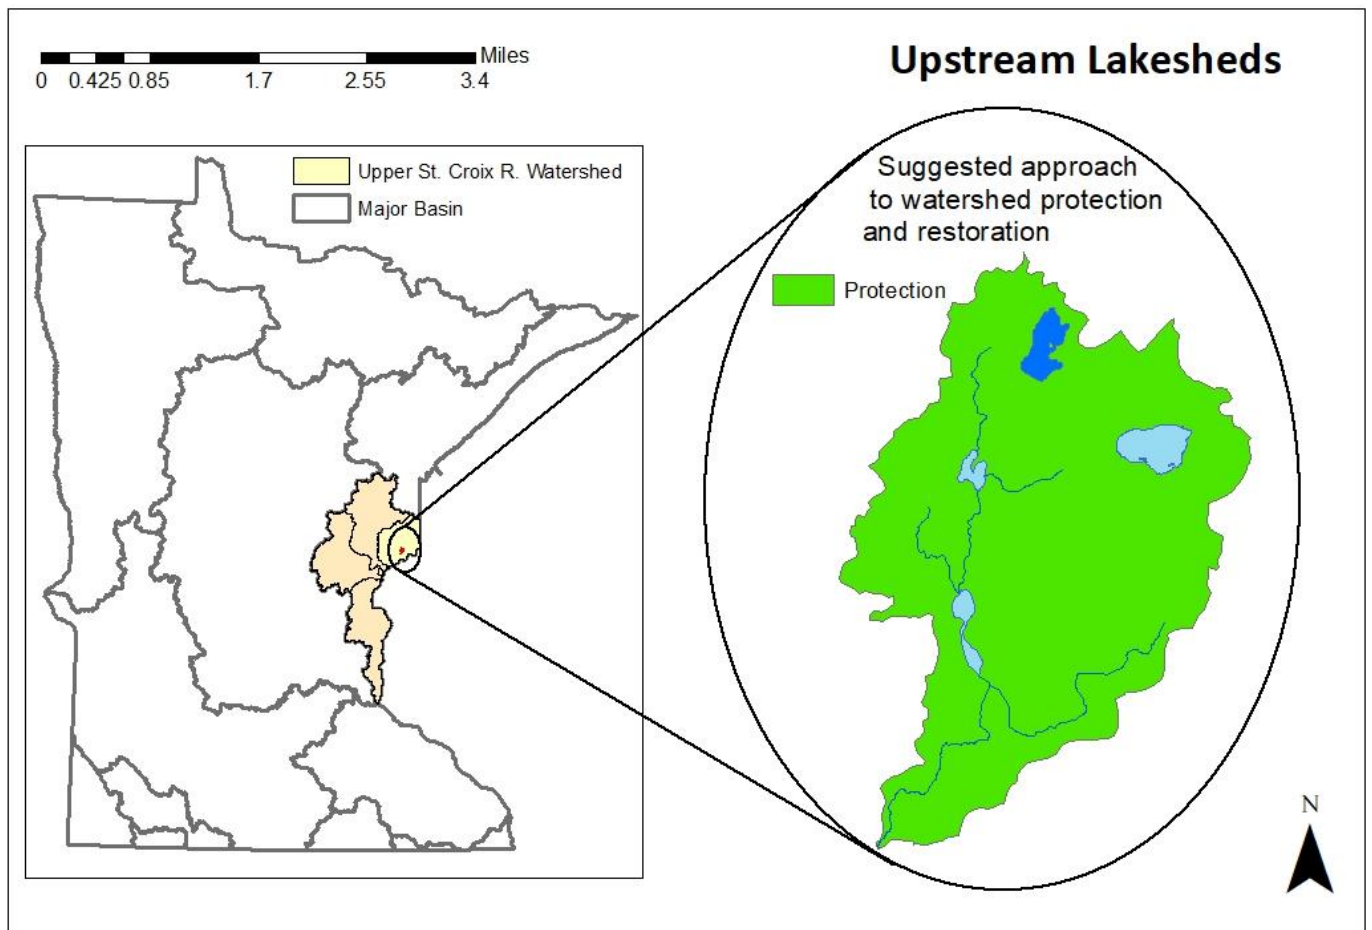 Miles
0 0.425 0.85 1.7 2.55 3.4
Upstream Lakesheds
Upper St. Croix R. Watershed
Major Basin
Suggested approach
to watershed protection
and restoration
Protection
N